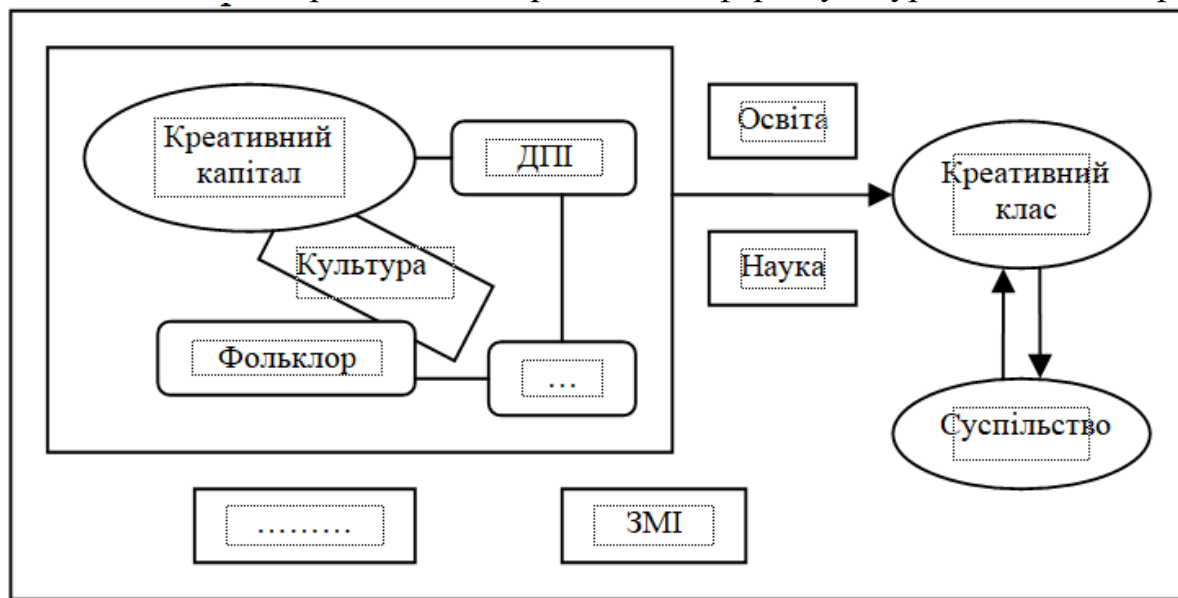 Освіта
Креативний
капітал
ДПІ
Креативний
клас
Культура
Наука
Фольклор
…
Суспільство
………
ЗМІ